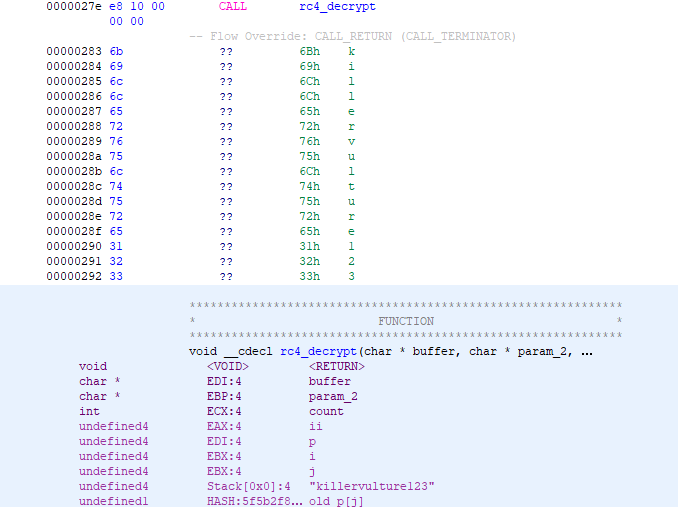 0000027e e8 10 00 CALL rc4_decrypt
00 00
-- Flow Override: CALL_RETURN (CALL_TERMINATOR)
00000283 6b ?? 6Bh k
00000284 69 ?? 69h i
00000285 6c ?? 6Ch l
00000286 6c ?? 6Ch l
00000287 65 ?? 65h e
00000288 72 ?? 72h r
00000289 76 ?? 76h v
0000028a 75 ?? 75h u
0000028b 6c ?? 6Ch l
0000028c 74 ?? 74h t
0000028d 75 ?? 75h u
0000028e 72 ?? 72h r
0000028f 65 ?? 65h e
00000290 31 ?? 31h 1
00000291 32 ?? 32h 2
00000292 33 ?? 33h 3
**************************************************************
* FUNCTION *
**************************************************************
void __cdecl rc4_decrypt(char * buffer, char * param_2, ...
void <VOID> <RETURN>
char * EDI:4 buffer
char * EBP:4 param_2
int ECX:4 count
undefined4 EAX:4 ii
undefined4 EDI:4 p
undefined4 EBX:4 i
undefined4 EBX:4 j
undefined4 Stack[0x0]:4 "killervulture123"
undefined1 HASH:5f5b2f8... old p[j]